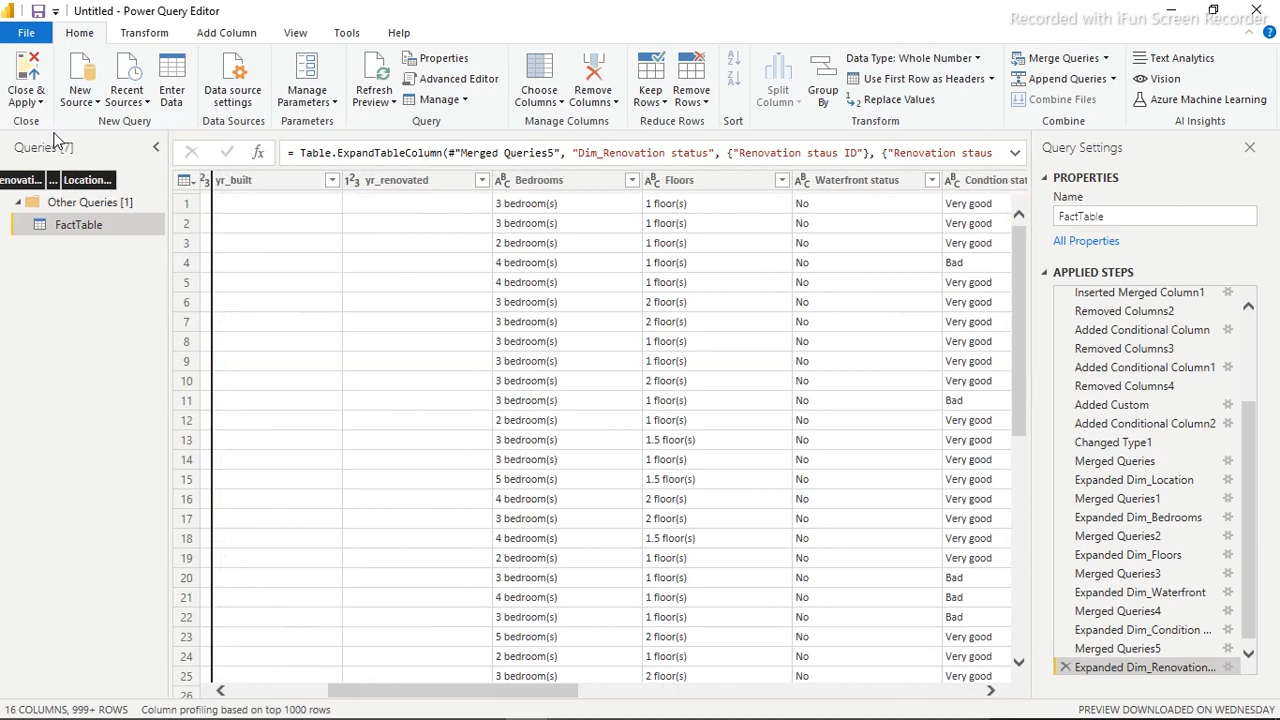 Untitled - Power Query Editor
Recorded with iFun Screen Recorder
File Home Transform Add Column View Tools Help
Close & Apply
New Source
Recent Sources
Enter Data
Data source settings
Manage Parameters
Refresh Preview
Properties
Advanced Editor
Manage
Choose Columns
Remove Columns
Keep Rows
Remove Rows
Split Column
Group By
Data Type: Whole Number
Use First Row as Headers
Replace Values
Merge Queries
Append Queries
Combine Files
Text Analytics
Vision
Azure Machine Learning
Close New Query Data Sources Parameters Query Manage Columns Reduce Rows Sort Transform Combine AI Insights
Queries [7]
... Location...
Other Queries [1]
FactTable
fx = Table.ExpandTableColumn(#"Merged Queries5", "Dim_Renovation status", {"Renovation staus ID"}, {"Renovation staus
yr_built yr_renovated Bedrooms Floors Waterfront status Condtion stat
1 3 bedroom(s) 1 floor(s) No Very good
2 3 bedroom(s) 1 floor(s) No Very good
3 2 bedroom(s) 1 floor(s) No Very good
4 4 bedroom(s) 1 floor(s) No Bad
5 4 bedroom(s) 1 floor(s) No Very good
6 3 bedroom(s) 2 floor(s) No Very good
7 3 bedroom(s) 2 floor(s) No Very good
8 3 bedroom(s) 1 floor(s) No Very good
9 3 bedroom(s) 1 floor(s) No Very good
10 3 bedroom(s) 2 floor(s) No Very good
11 3 bedroom(s) 1 floor(s) No Bad
12 2 bedroom(s) 1 floor(s) No Very good
13 3 bedroom(s) 1.5 floor(s) No Very good
14 3 bedroom(s) 1 floor(s) No Very good
15 5 bedroom(s) 1.5 floor(s) No Very good
16 4 bedroom(s) 2 floor(s) No Very good
17 3 bedroom(s) 2 floor(s) No Very good
18 4 bedroom(s) 1.5 floor(s) No Very good
19 2 bedroom(s) 1 floor(s) No Very good
20 3 bedroom(s) 1 floor(s) No Bad
21 4 bedroom(s) 1 floor(s) No Bad
22 3 bedroom(s) 1 floor(s) No Bad
23 5 bedroom(s) 2 floor(s) No Very good
24 2 bedroom(s) 1 floor(s) No Very good
25 3 bedroom(s) 2 floor(s) No Very good
26
Query Settings
PROPERTIES
Name
FactTable
All Properties
APPLIED STEPS
Inserted Merged Column1
Removed Columns2
Added Conditional Column
Removed Columns3
Added Conditional Column1
Removed Columns4
Added Custom
Added Conditional Column2
Changed Type1
Merged Queries
Expanded Dim_Location
Merged Queries1
Expanded Dim_Bedrooms
Merged Queries2
Expanded Dim_Floors
Merged Queries3
Expanded Dim_Waterfront
Merged Queries4
Expanded Dim_Condition ...
Merged Queries5
Expanded Dim_Renovation...
16 COLUMNS, 999+ ROWS Column profiling based on top 1000 rows PREVIEW DOWNLOADED ON WEDNESDAY